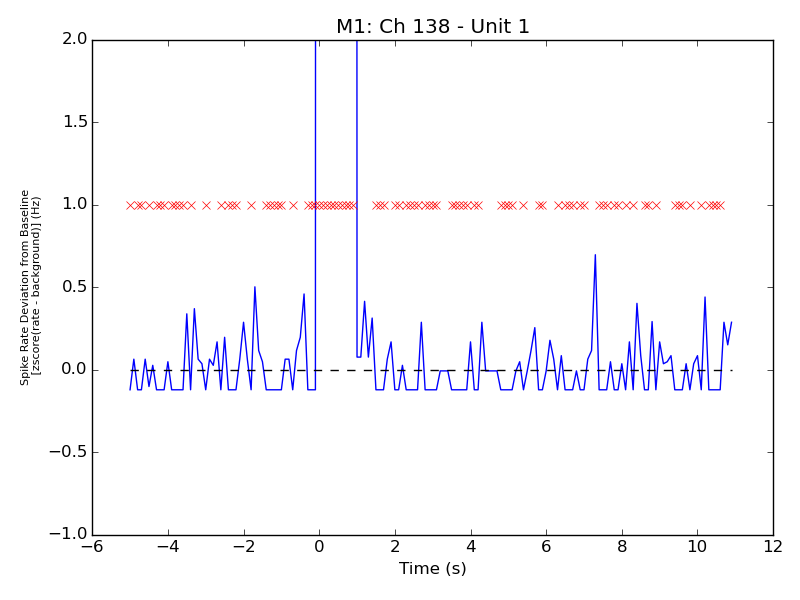 M1: Ch 138 - Unit 1
2.0
1.5
1.0
0.5
0.0
−0.5
−1.0
Spike Rate Deviation from Baseline
[zscore(rate - background)] (Hz)
−6 −4 −2 0 2 4 6 8 10 12
Time (s)